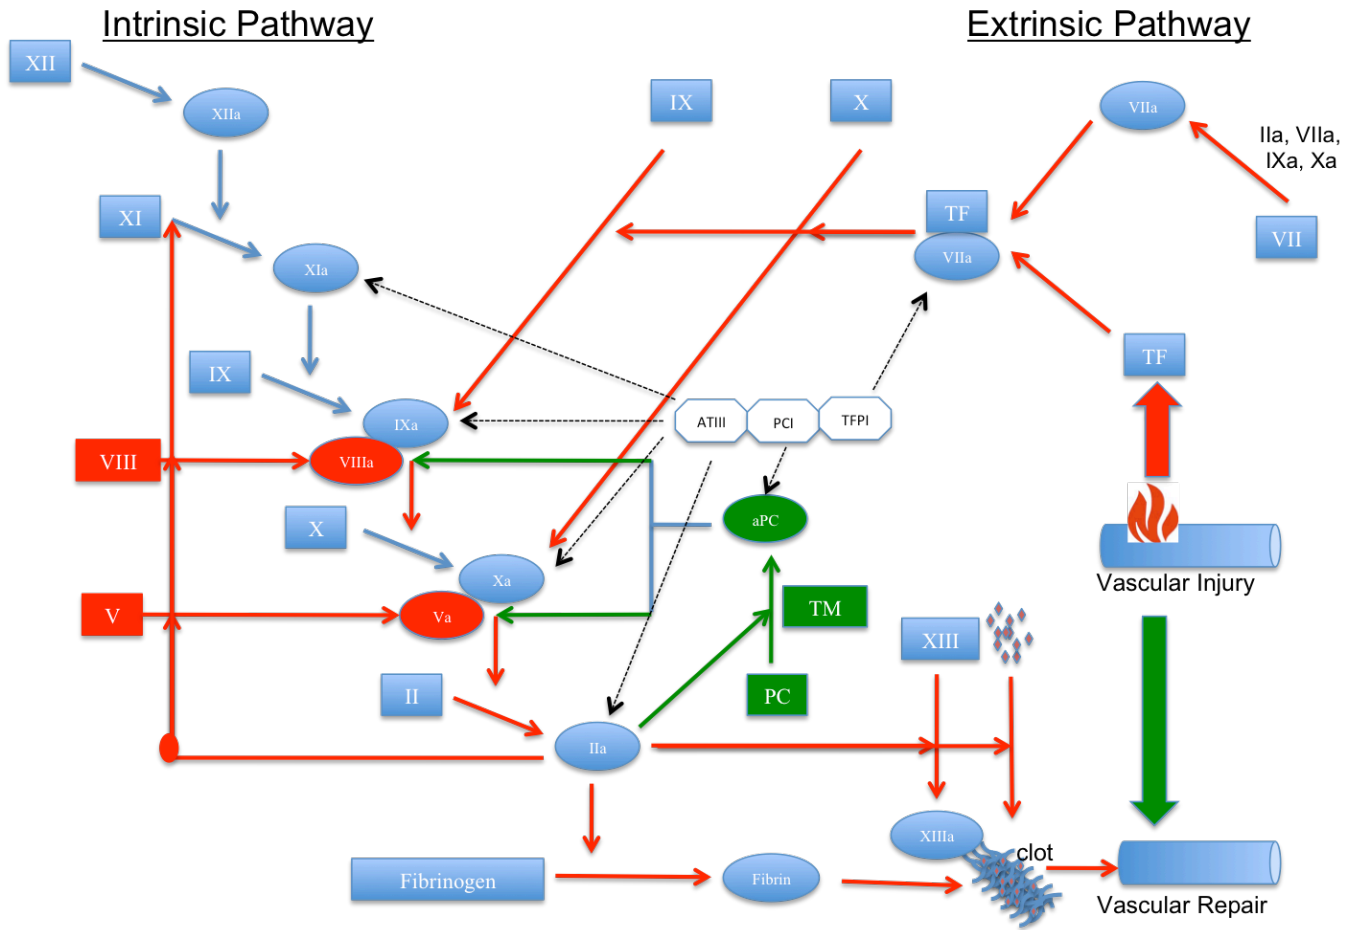 Intrinsic Pathway
Extrinsic Pathway
XII
XIIa
IX
X
VIIa
IIa, VIIa,
IXa, Xa
XI
TF
VII
VIIa
XIa
TF
IX
IXa
ATIII
PCI
TFPI
VIII
VIIIa
X
aPC
Vascular Injury
Xa
V
Va
TM
XIII
II
PC
IIa
XIIIa
clot
Fibrinogen
Fibrin
Vascular Repair